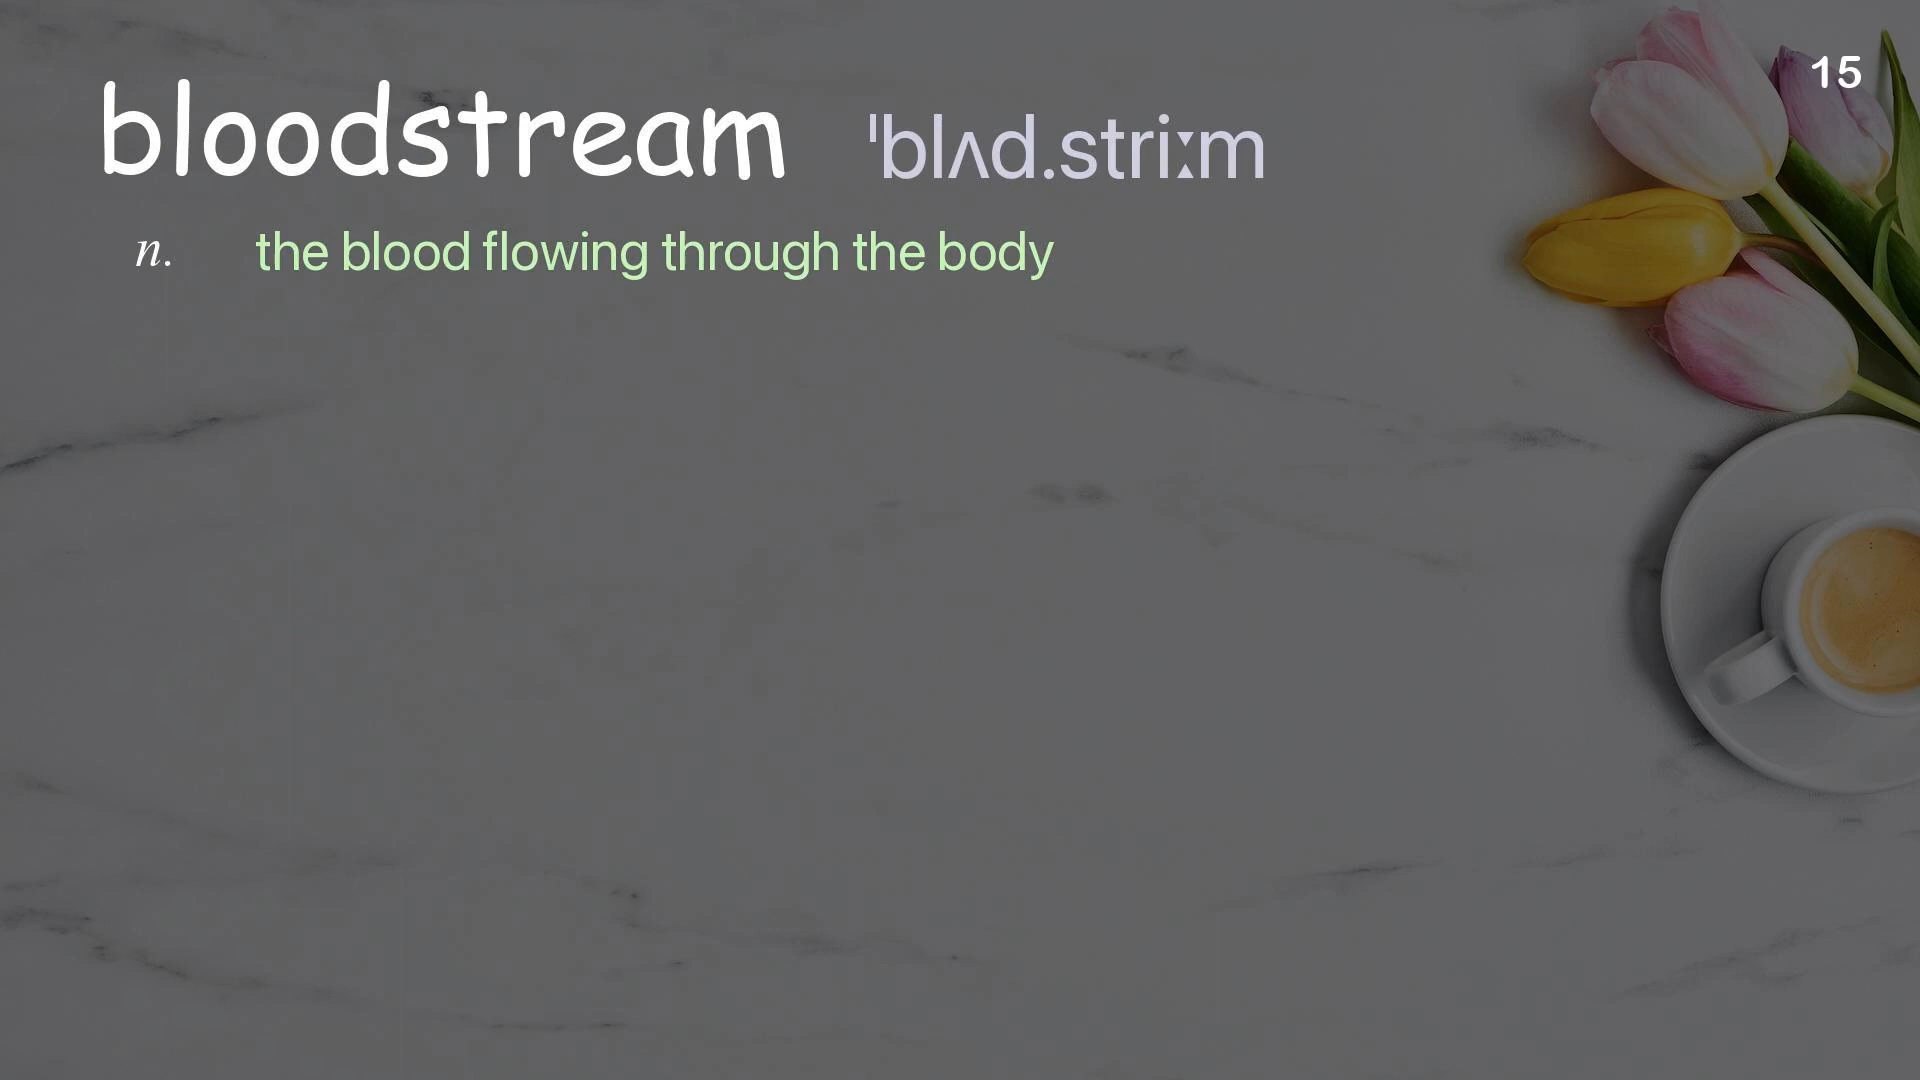 15
bloodstream ˈblʌd.striːm
n. the blood flowing through the body